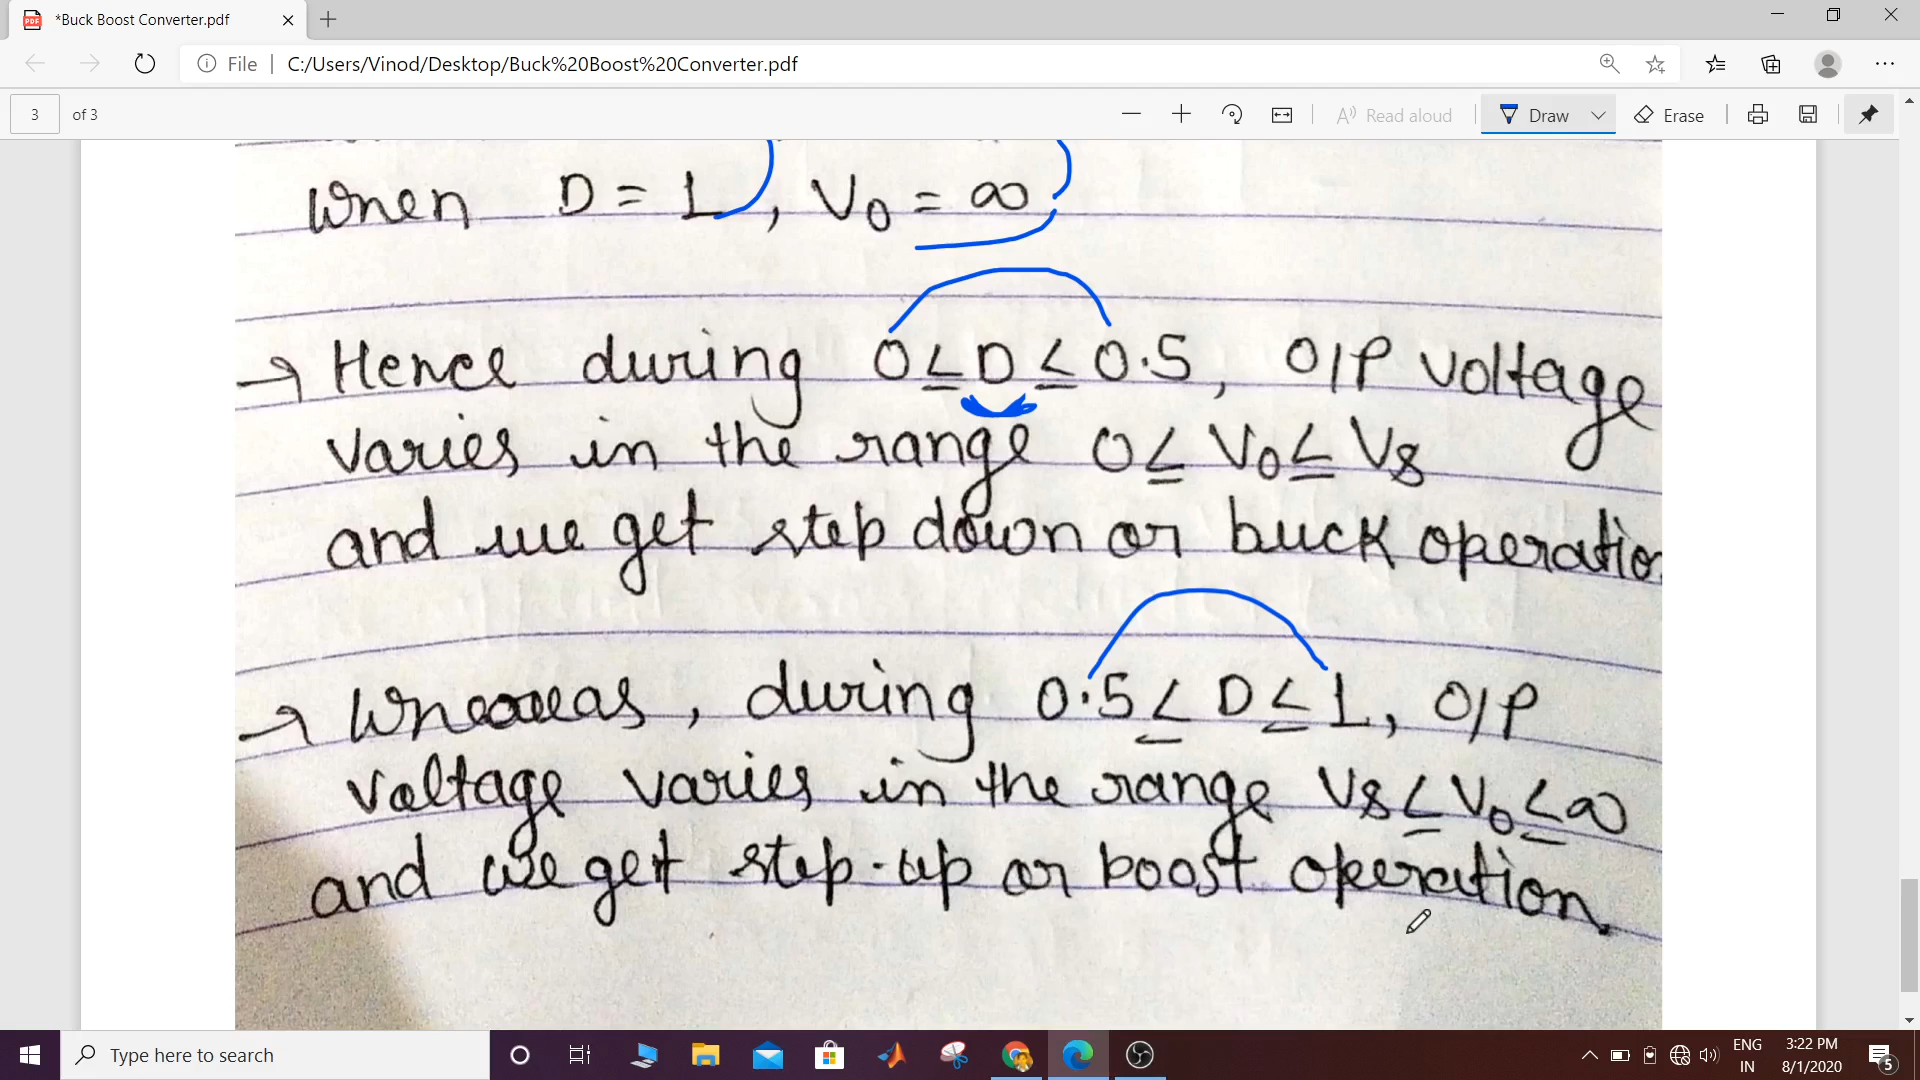 *Buck Boost Converter.pdf
File
C:/Users/Vinod/Desktop/Buck%20Boost%20Converter.pdf
3 of 3
Read aloud
Draw
Erase
When D = 1, Vo = ∞
→ Hence during 0 ≤ D ≤ 0.5, O/P voltage
varies in the range 0 ≤ Vo ≤ Vs
and we get step down or buck operation
→ Whereas, during 0.5 ≤ D ≤ 1, O/P
voltage varies in the range Vs ≤ Vo ≤ ∞
and we get step-up or boost operation.
Type here to search
ENG
IN
3:22 PM
8/1/2020
5